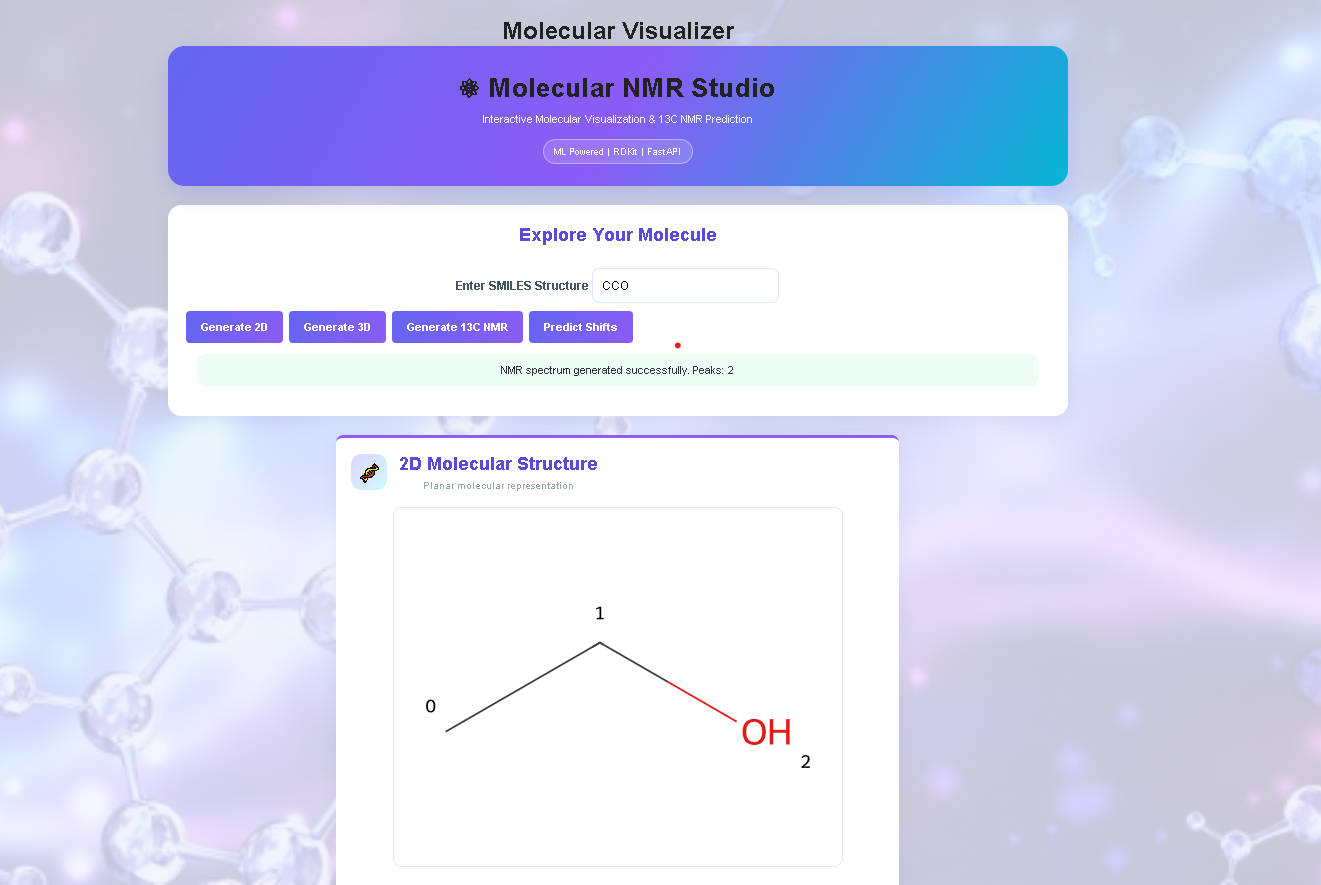 Molecular Visualizer
⚛ Molecular NMR Studio
Interactive Molecular Visualization & 13C NMR Prediction
ML Powered | RDKit | FastAPI
Explore Your Molecule
Enter SMILES Structure CCO
Generate 2D Generate 3D Generate 13C NMR Predict Shifts
NMR spectrum generated successfully. Peaks: 2
2D Molecular Structure
Planar molecular representation
1
0
OH
2